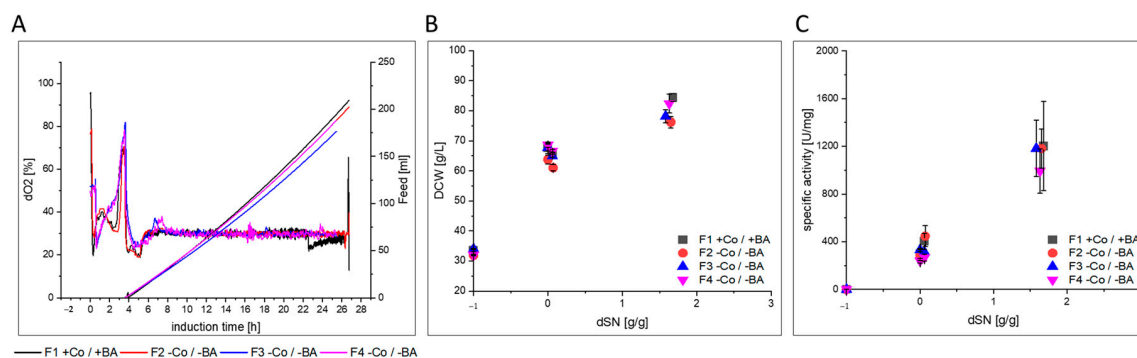 A
B
C
dO2 [%]
100
80
60
40
20
0
250
200
150
100
50
0
Feed [ml]
–2 0 2 4 6 8 10 12 14 16 18 20 22 24 26 28
induction time [h]
F1 +Co / +BA F2 -Co / -BA F3 -Co / -BA F4 -Co / -BA
DCW [g/L]
100
90
80
70
60
50
40
30
20
F1 +Co / +BA
F2 -Co / -BA
F3 -Co / -BA
F4 -Co / -BA
–1 0 1 2 3
dSN [g/g]
specific activity [U/mg]
2000
1600
1200
800
400
0
F1 +Co / +BA
F2 -Co / -BA
F3 -Co / -BA
F4 -Co / -BA
–1 0 1 2 3
dSN [g/g]